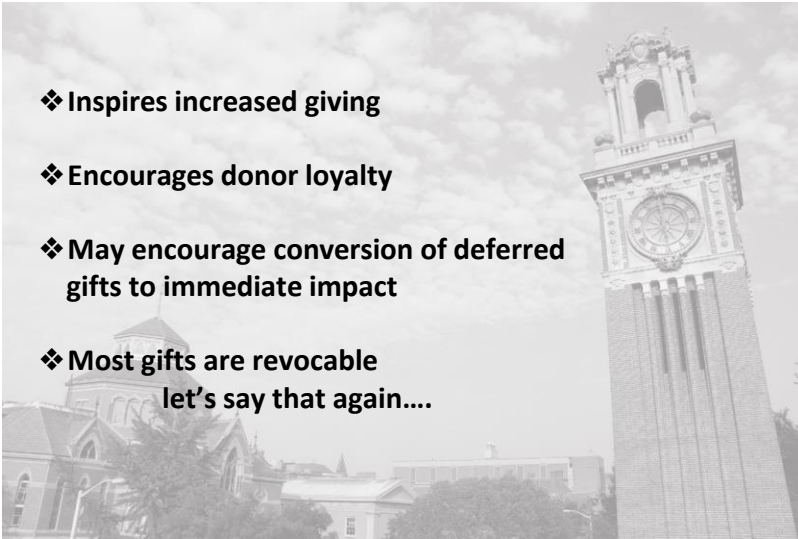 ❖Inspires increased giving
❖Encourages donor loyalty
❖May encourage conversion of deferred
gifts to immediate impact
❖Most gifts are revocable
let’s say that again….